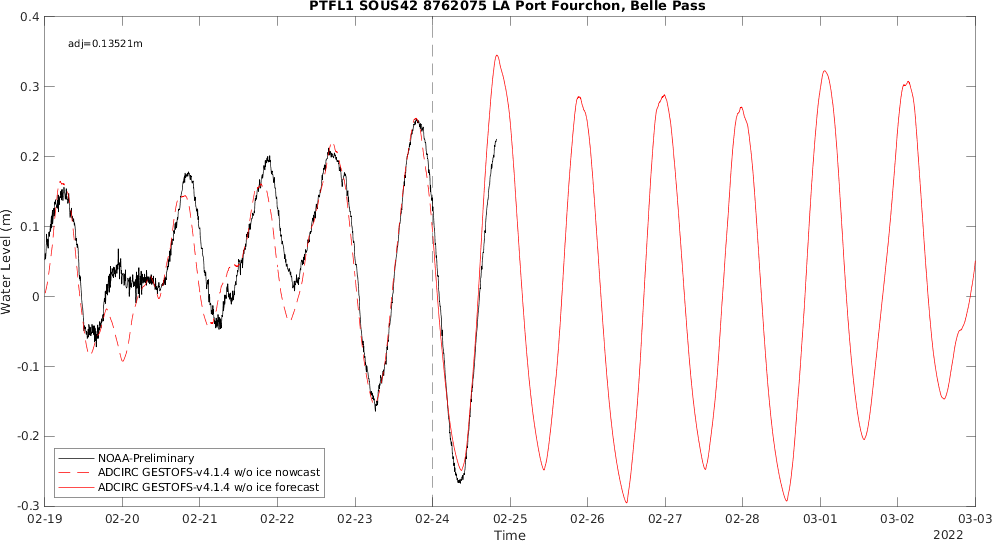 PTFL1 SOUS42 8762075 LA Port Fourchon, Belle Pass
adj=0.13521m
0.4
0.3
0.2
0.1
0
-0.1
-0.2
-0.3
Water Level (m)
NOAA-Preliminary
ADCIRC GESTOFS-v4.1.4 w/o ice nowcast
ADCIRC GESTOFS-v4.1.4 w/o ice forecast
02-19 02-20 02-21 02-22 02-23 02-24 02-25 02-26 02-27 02-28 03-01 03-02 03-03
Time
2022